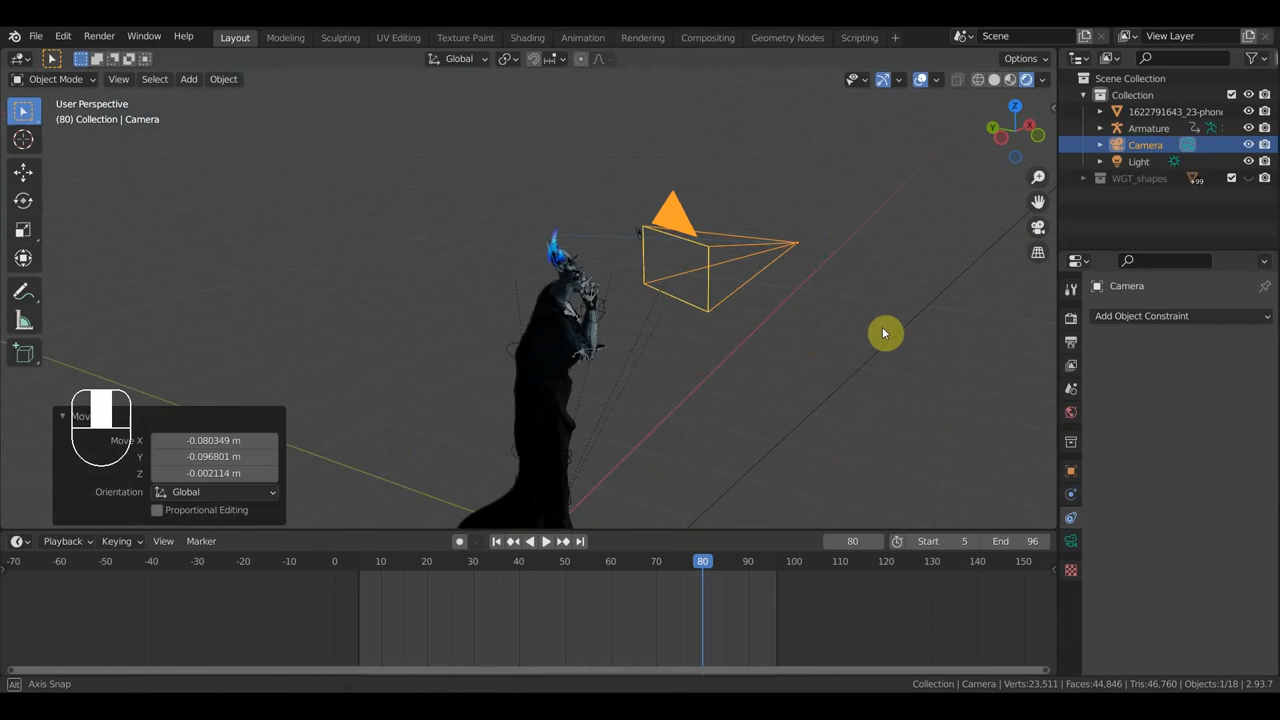 File Edit Render Window Help Layout Modeling Sculpting UV Editing Texture Paint Shading Animation Rendering Compositing Geometry Nodes Scripting + Scene View Layer
Global Options
Object Mode View Select Add Object
User Perspective
(80) Collection | Camera
Scene Collection
Collection
1622791643_23-phon
Armature
Camera
Light
WGT_shapes 99
X Y Z
Camera
Add Object Constraint
Mov
Move X -0.080349 m
Y -0.096801 m
Z -0.002114 m
Orientation Global
Proportional Editing
Playback Keying View Marker 80 Start 5 End 96
-70 -60 -50 -40 -30 -20 -10 10 20 30 40 50 60 70 80 90 100 110 120 130 140 150
Alt Axis Snap Collection | Camera Verts:23,511 Faces:44,846 Tris:46,760 Objects:1/18 2.93.7